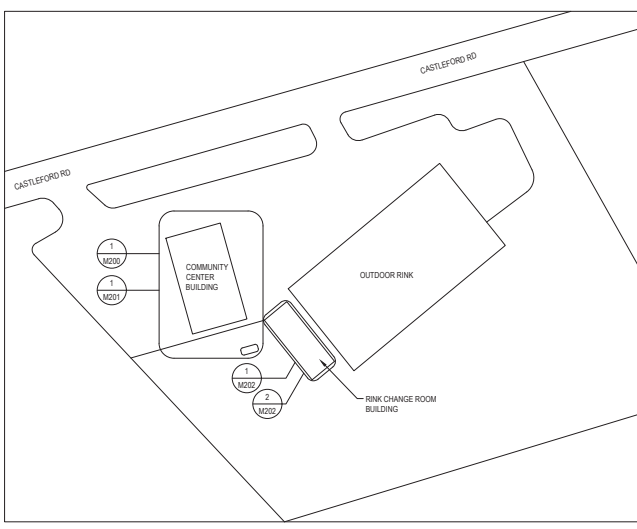 CASTLEFORD RD
CASTLEFORD RD
1
M200
1
M201
COMMUNITY
CENTER
BUILDING
OUTDOOR RINK
1
M202
2
M202
RINK CHANGE ROOM
BUILDING